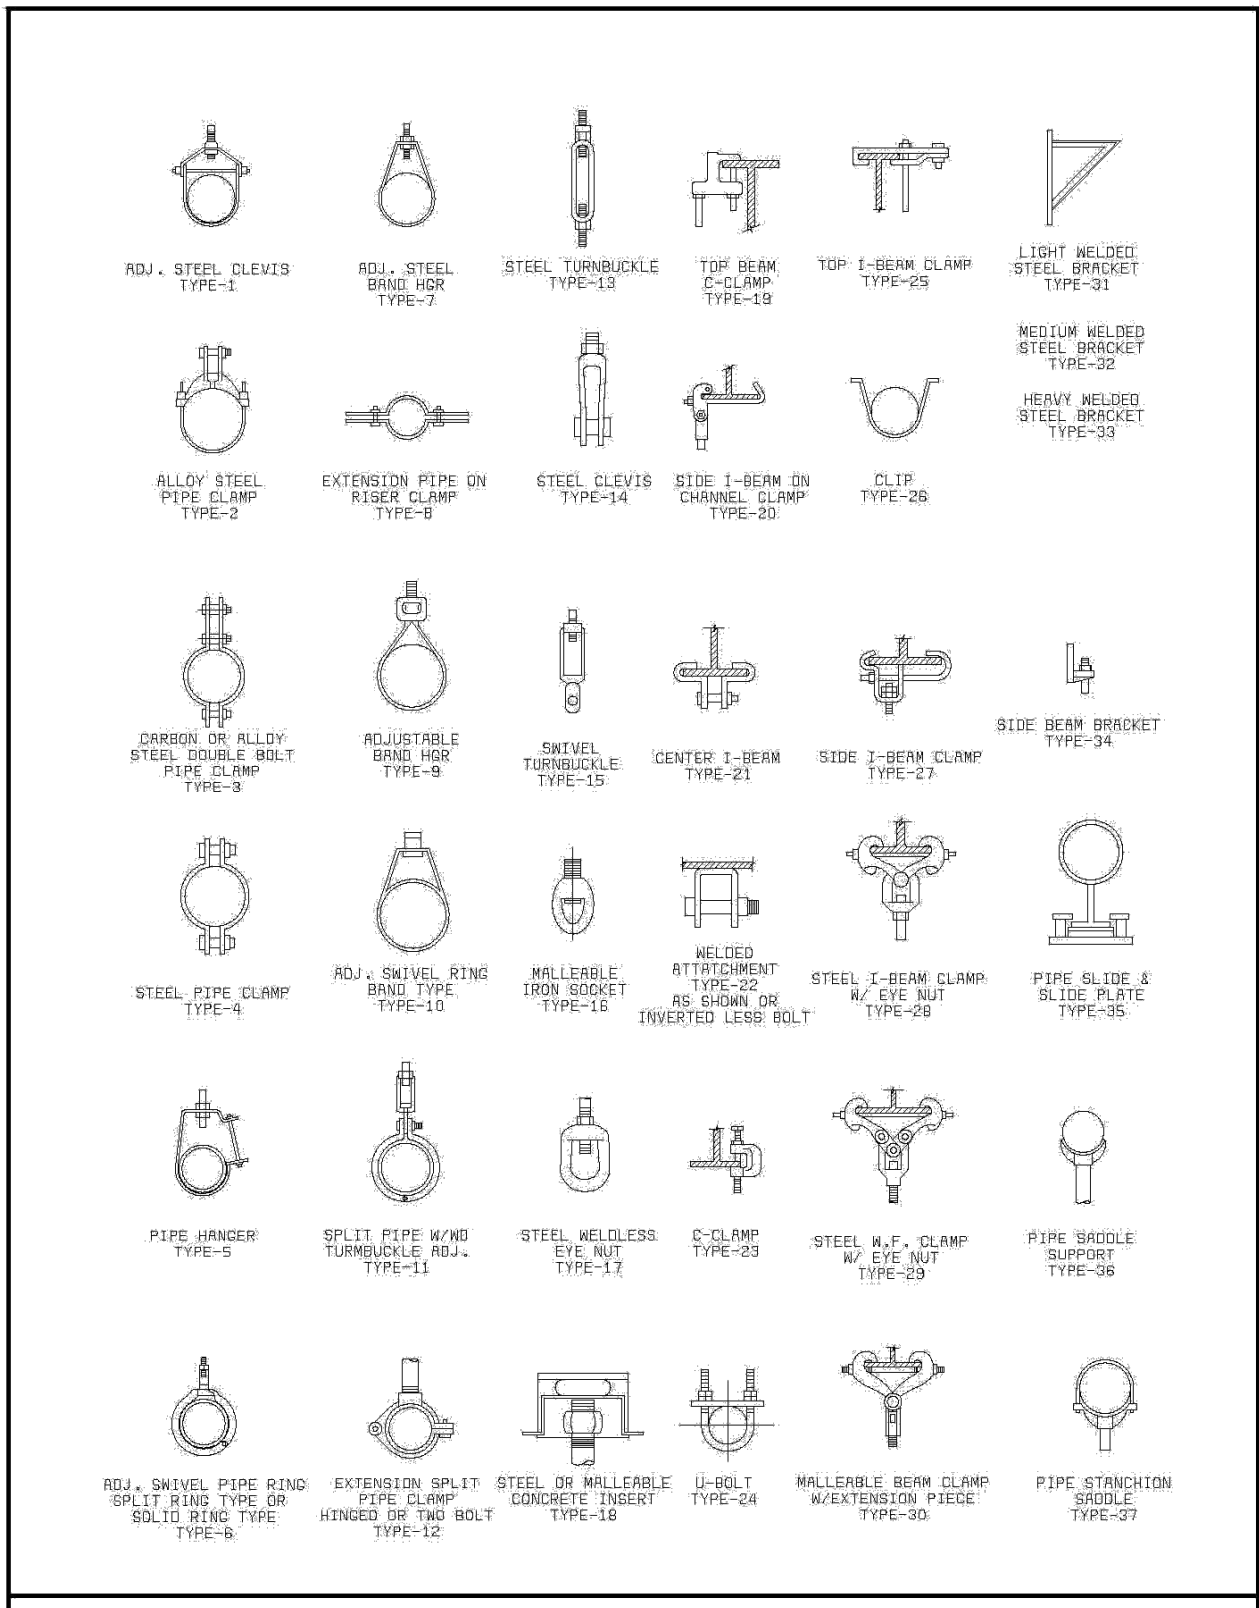 ADJ. STEEL CLEVIS
TYPE-1
ADJ. STEEL
BAND HGR
TYPE-7
STEEL TURNBUCKLE
TYPE-13
TOP BEAM
C-CLAMP
TYPE-19
TOP I-BEAM CLAMP
TYPE-25
LIGHT WELDED
STEEL BRACKET
TYPE-31
MEDIUM WELDED
STEEL BRACKET
TYPE-32
HEAVY WELDED
STEEL BRACKET
TYPE-33
ALLOY STEEL
PIPE CLAMP
TYPE-2
EXTENSION PIPE ON
RISER CLAMP
TYPE-8
STEEL CLEVIS
TYPE-14
SIDE I-BEAM ON
CHANNEL CLAMP
TYPE-20
CLIP
TYPE-26
CARBON OR ALLOY
STEEL DOUBLE BOLT
PIPE CLAMP
TYPE-3
ADJUSTABLE
BAND HGR
TYPE-9
SWIVEL
TURNBUCKLE
TYPE-15
CENTER I-BEAM
TYPE-21
SIDE I-BEAM CLAMP
TYPE-27
SIDE BEAM BRACKET
TYPE-34
STEEL PIPE CLAMP
TYPE-4
ADJ. SWIVEL RING
BAND TYPE
TYPE-10
MALLEABLE
IRON SOCKET
TYPE-16
WELDED
ATTATCHMENT
TYPE-22
AS SHOWN OR
INVERTED LESS BOLT
STEEL I-BEAM CLAMP
W/ EYE NUT
TYPE-28
PIPE SLIDE &
SLIDE PLATE
TYPE-35
PIPE HANGER
TYPE-5
SPLIT PIPE W/WD
TURMBUCKLE ADJ.
TYPE-11
STEEL WELDLESS
EYE NUT
TYPE-17
C-CLAMP
TYPE-23
STEEL W.F. CLAMP
W/ EYE NUT
TYPE-29
PIPE SADDLE
SUPPORT
TYPE-36
ADJ. SWIVEL PIPE RING
SPLIT RING TYPE OR
SOLID RING TYPE
TYPE-6
EXTENSION SPLIT
PIPE CLAMP
HINGED OR TWO BOLT
TYPE-12
STEEL OR MALLEABLE
CONCRETE INSERT
TYPE-18
U-BOLT
TYPE-24
MALLEABLE BEAM CLAMP
W/EXTENSION PIECE
TYPE-30
PIPE STANCHION
SADDLE
TYPE-37